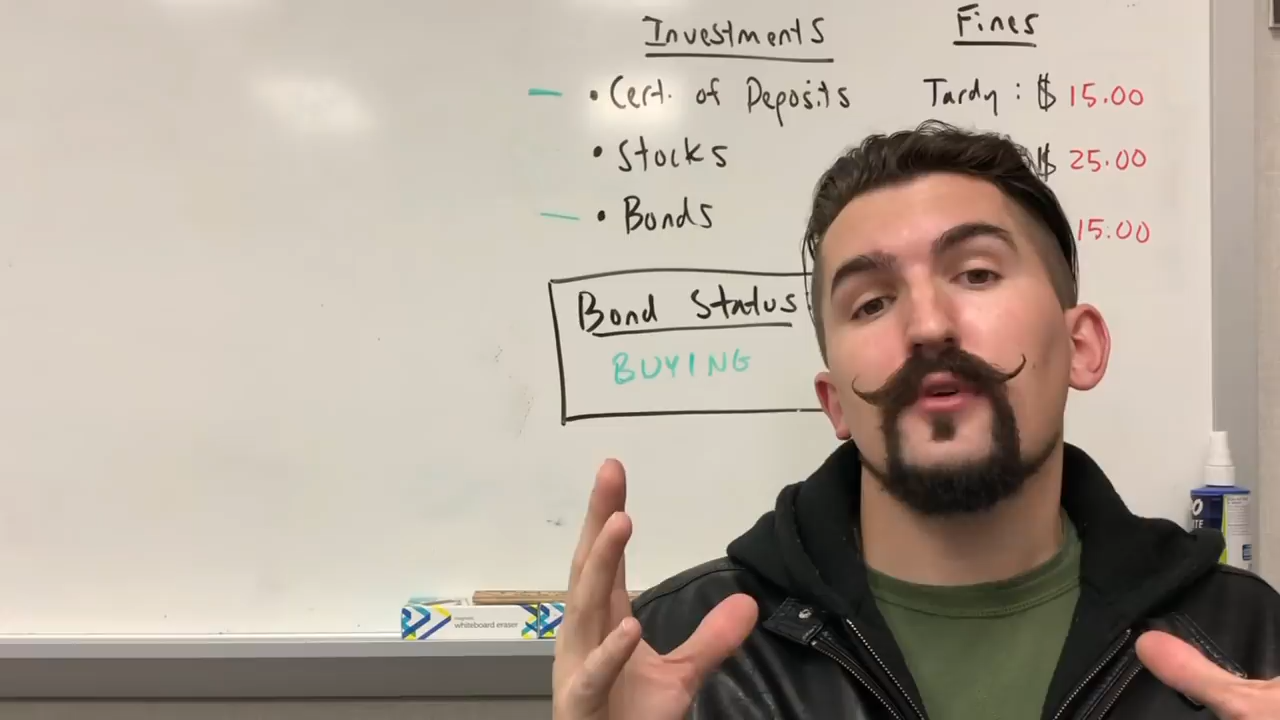 Investments
• Cert. of Deposits
• Stocks
• Bonds
Bond Status
BUYING
Fines
Tardy : $ 15.00
$ 25.00
15.00
magnetic
whiteboard eraser